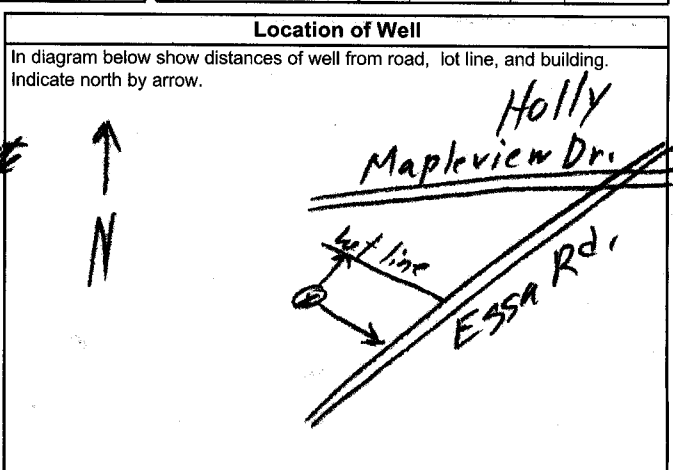 Location of Well
In diagram below show distances of well from road, lot line, and building.
Indicate north by arrow.
Holly
Mapleview Dr.
N
lot line
Essa Rd.